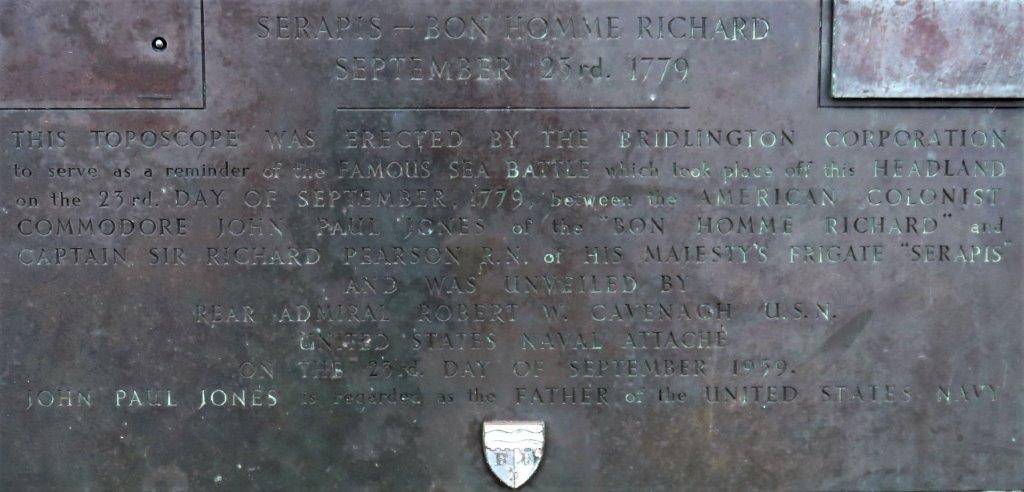 SERAPIS - BON HOMME RICHARD
SEPTEMBER 23rd. 1779
THIS TOPOSCOPE WAS ERECTED BY THE BRIDLINGTON CORPORATION
to serve as a reminder of the FAMOUS SEA BATTLE which took place off this HEADLAND
on the 23rd. DAY OF SEPTEMBER, 1779, between the AMERICAN COLONIST
COMMODORE JOHN PAUL JONES of the "BON HOMME RICHARD" and
CAPTAIN SIR RICHARD PEARSON R.N. of HIS MAJESTY'S FRIGATE "SERAPIS"
AND WAS UNVEILED BY
REAR ADMIRAL ROBERT W. CAVENAGH U.S.N.
UNITED STATES NAVAL ATTACHÉ
ON THE 23rd. DAY OF SEPTEMBER 1959.
JOHN PAUL JONES is regarded as the FATHER of the UNITED STATES NAVY